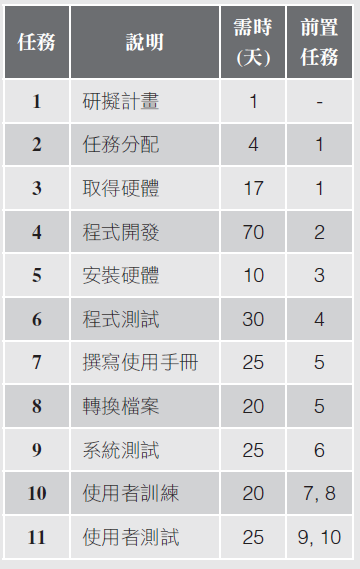 任務 說明 需時(天) 前置任務
1 研擬計畫 1 -
2 任務分配 4 1
3 取得硬體 17 1
4 程式開發 70 2
5 安裝硬體 10 3
6 程式測試 30 4
7 撰寫使用手冊 25 5
8 轉換檔案 20 5
9 系統測試 25 6
10 使用者訓練 20 7, 8
11 使用者測試 25 9, 10